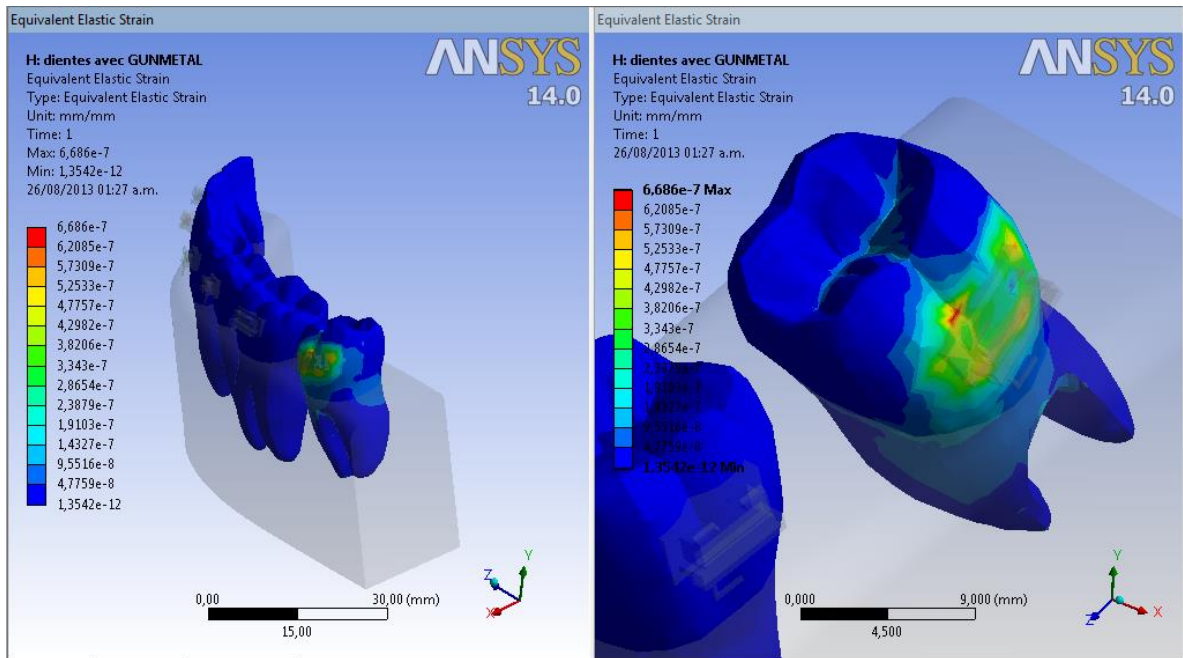 Equivalent Elastic Strain
H: dientes avec GUNMETAL
Equivalent Elastic Strain
Type: Equivalent Elastic Strain
Unit: mm/mm
Time: 1
Max: 6,686e-7
Min: 1,3542e-12
26/08/2013 01:27 a.m.
ANSYS
14.0
6,686e-7
6,2085e-7
5,7309e-7
5,2533e-7
4,7757e-7
4,2982e-7
3,8206e-7
3,343e-7
2,8654e-7
2,3879e-7
1,9103e-7
1,4327e-7
9,5516e-8
4,7759e-8
1,3542e-12
0,00
30,00 (mm)
15,00
Y
Z
X
Equivalent Elastic Strain
H: dientes avec GUNMETAL
Equivalent Elastic Strain
Type: Equivalent Elastic Strain
Unit: mm/mm
Time: 1
26/08/2013 01:27 a.m.
ANSYS
14.0
6,686e-7 Max
6,2085e-7
5,7309e-7
5,2533e-7
4,7757e-7
4,2982e-7
3,8206e-7
3,343e-7
2,8654e-7
1,3542e-12 Min
0,000
9,000 (mm)
4,500
Y
X
Z